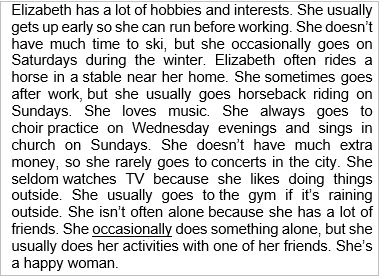 Elizabeth has a lot of hobbies and interests. She usually
gets up early so she can run before working. She doesn't
have much time to ski, but she occasionally goes on
Saturdays during the winter. Elizabeth often rides a
horse in a stable near her home. She sometimes goes
after work, but she usually goes horseback riding on
Sundays. She loves music. She always goes to
choir practice on Wednesday evenings and sings in
church on Sundays. She doesn't have much extra
money, so she rarely goes to concerts in the city. She
seldom watches TV because she likes doing things
outside. She usually goes to the gym if it's raining
outside. She isn't often alone because she has a lot of
friends. She occasionally does something alone, but she
usually does her activities with one of her friends. She's
a happy woman.